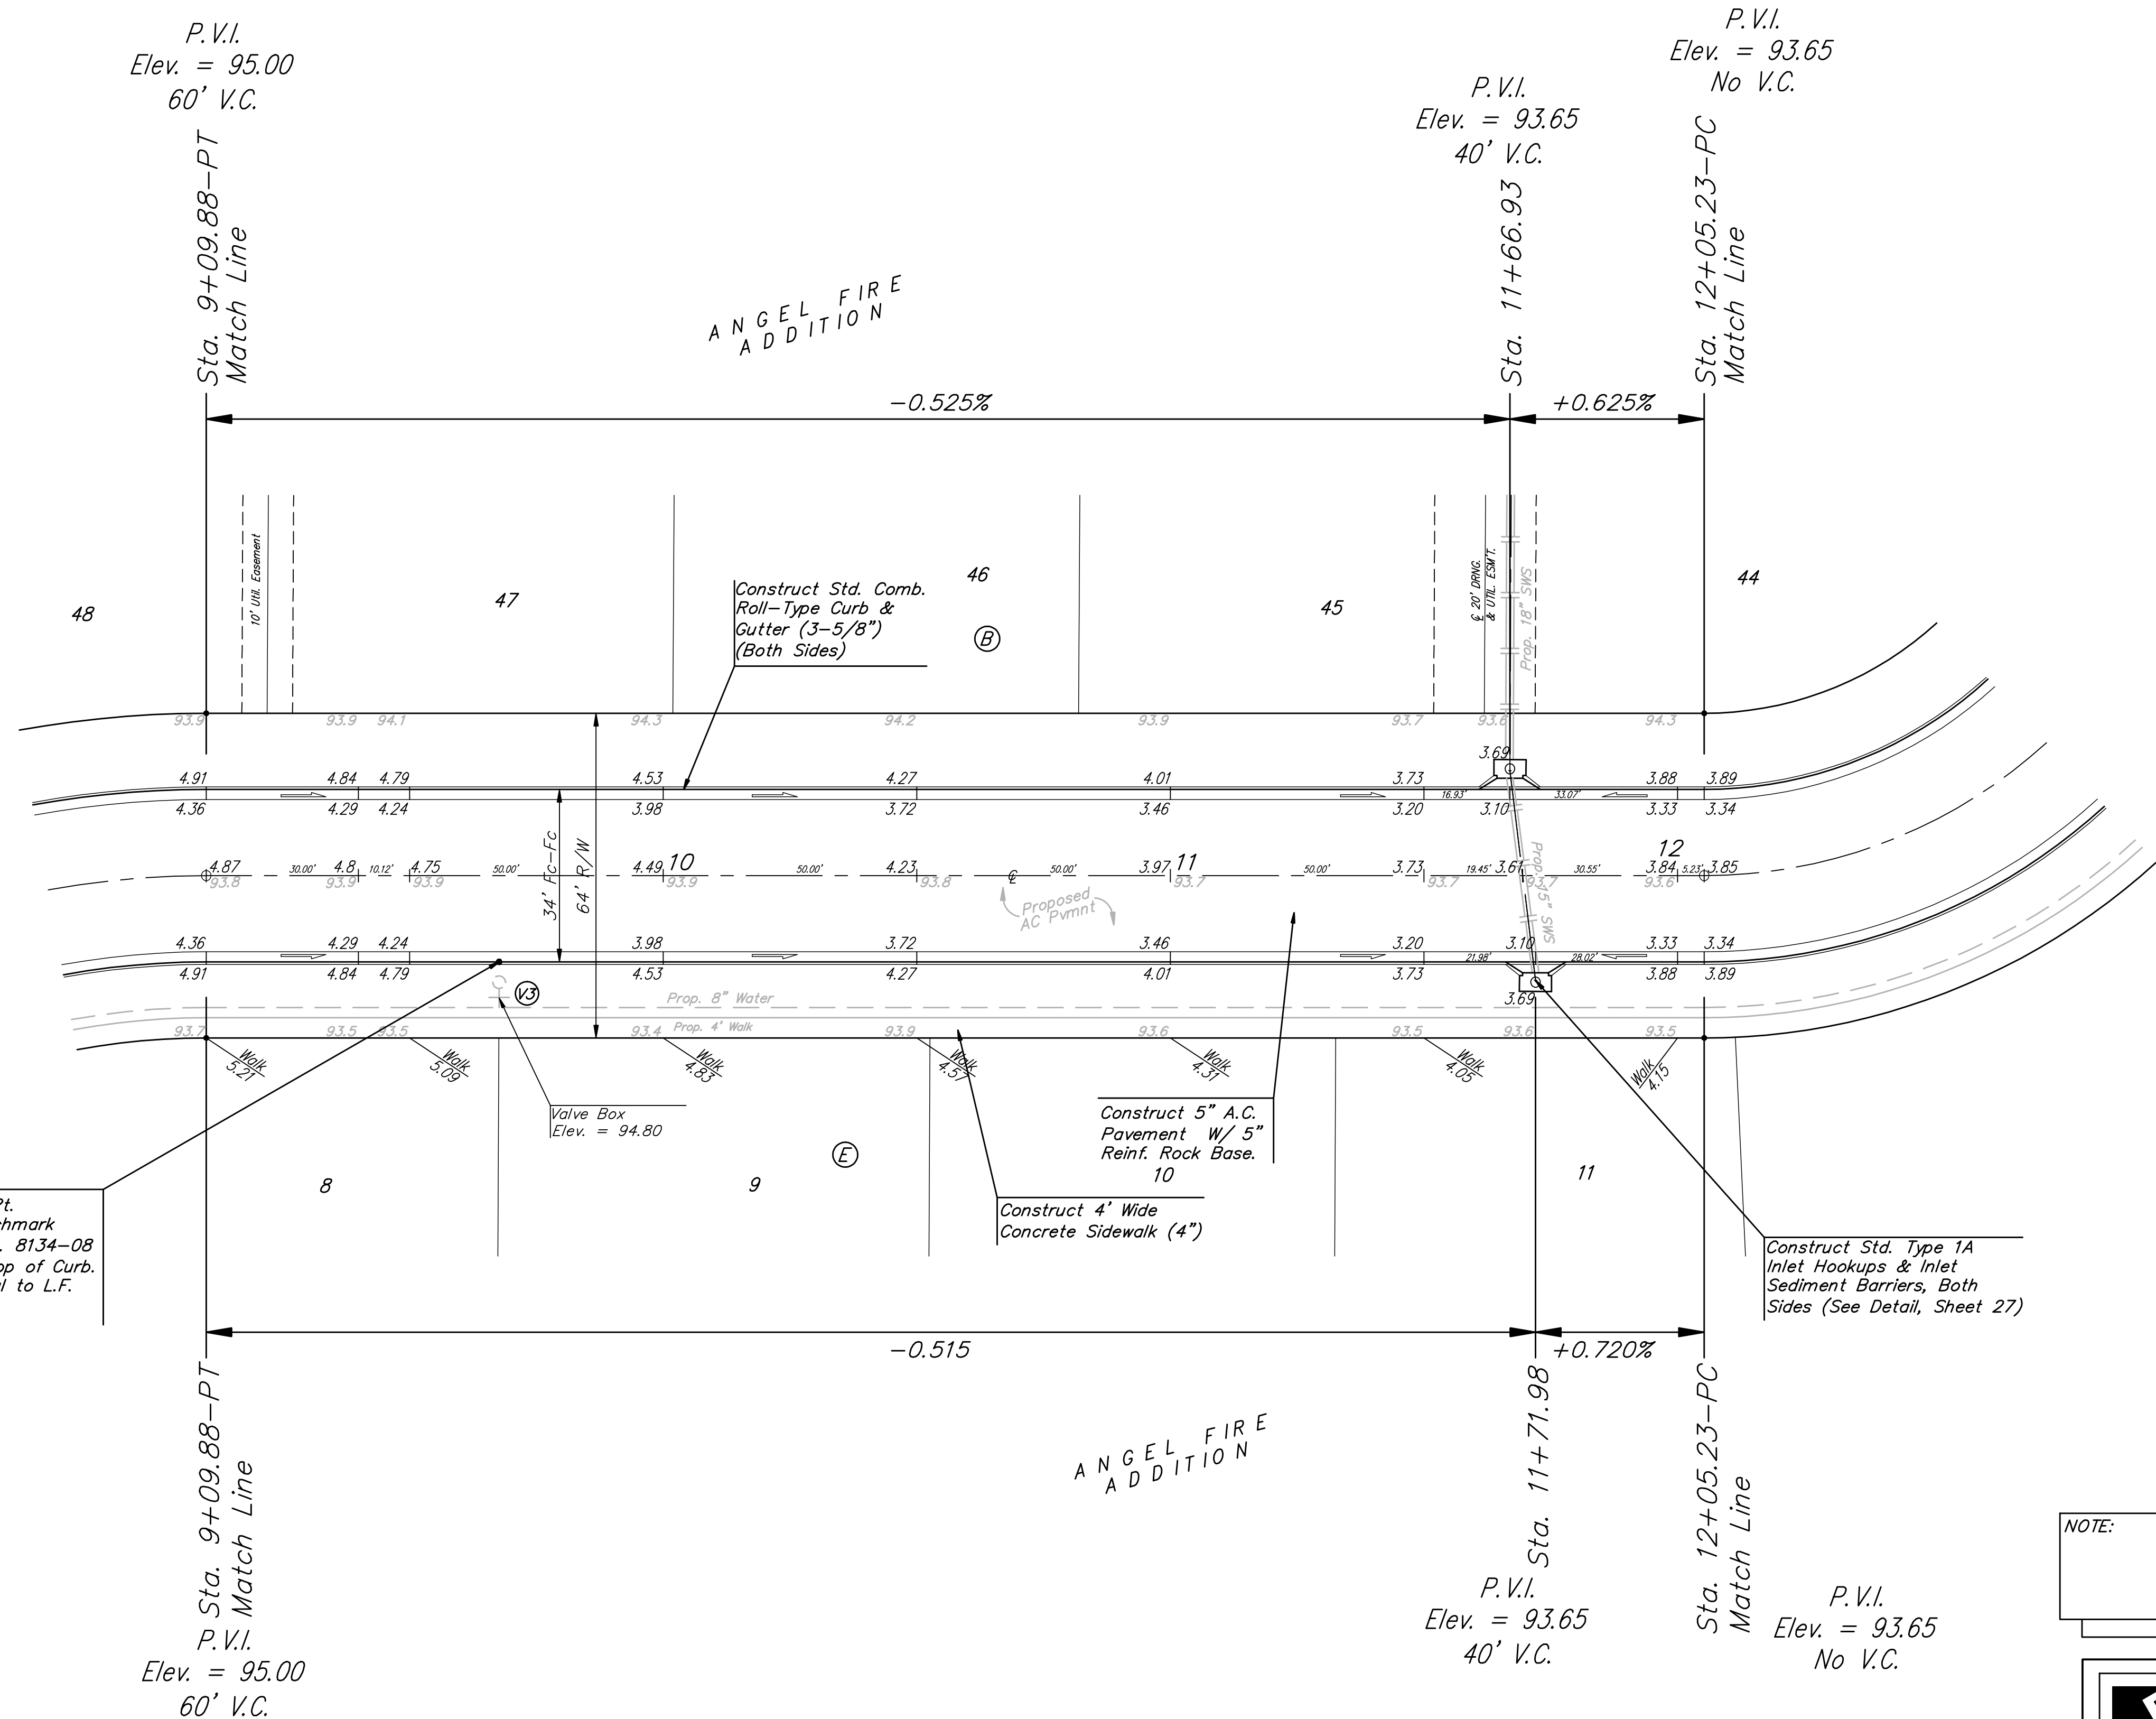 P.V.I.
Elev. = 95.00
60' V.C.
P.V.I.
Elev. = 93.65
40' V.C.
P.V.I.
Elev. = 93.65
No V.C.
Sta. 9+09.88-PT
Match Line
Sta. 11+66.93
Sta. 12+05.23-PC
Match Line
ANGEL FIRE
ADDITION
-0.525%
+0.625%
48
10' Util. Easement
47
46
45
44
Construct Std. Comb.
Roll-Type Curb &
Gutter (3-5/8")
(Both Sides)
B
℄ 20' DRNG.
& UTIL. ESM'T.
Prop. 18" SWS
93.9 93.9 94.1 94.3 94.2 93.9 93.7 93.6 94.3
3.69
4.91 4.84 4.79 4.53 4.27 4.01 3.73 3.88 3.89
16.93' 33.07'
4.36 4.29 4.24 3.98 3.72 3.46 3.20 3.10 3.33 3.34
34' Fc-Fc
64' R/W
10 11 12
4.87 30.00' 4.8 10.12' 4.75 50.00' 4.49 50.00' 4.23 ℄ 50.00' 3.97 50.00' 3.73 19.45' 3.61 30.55' 3.84 5.23' 3.85
93.8 93.9 93.9 93.9 93.8 93.7 93.7 93.7 93.6
Prop. 15" SWS
Proposed
AC Pvmnt
4.36 4.29 4.24 3.98 3.72 3.46 3.20 3.10 3.33 3.34
21.98' 28.02'
4.91 4.84 4.79 4.53 4.27 4.01 3.73 3.88 3.89
V3
3.69
Prop. 8" Water
Prop. 4' Walk
93.7 93.5 93.5 93.4 93.9 93.6 93.5 93.6 93.5
Walk
5.21
Walk
5.09
Walk
4.83
Walk
4.57
Walk
4.31
Walk
4.05
Walk
4.15
Valve Box
Elev. = 94.80
Construct 5" A.C.
Pavement W/ 5"
Reinf. Rock Base.
8
9
E
10
11
8134-08
of Curb.
to L.F.
Construct 4' Wide
Concrete Sidewalk (4")
Construct Std. Type 1A
Inlet Hookups & Inlet
Sediment Barriers, Both
Sides (See Detail, Sheet 27)
-0.515
+0.720%
Sta. 9+09.88-PT
Match Line
Sta. 11+71.98
Sta. 12+05.23-PC
Match Line
ANGEL FIRE
ADDITION
P.V.I.
Elev. = 95.00
60' V.C.
P.V.I.
Elev. = 93.65
40' V.C.
P.V.I.
Elev. = 93.65
No V.C.
NOTE: